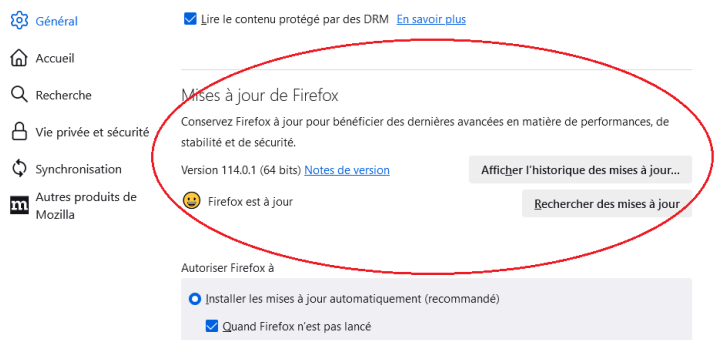 Général
Accueil
Recherche
Vie privée et sécurité
Synchronisation
m Autres produits de
Mozilla
Lire le contenu protégé par des DRM En savoir plus
Mises à jour de Firefox
Conservez Firefox à jour pour bénéficier des dernières avancées en matière de performances, de
stabilité et de sécurité.
Version 114.0.1 (64 bits) Notes de version
Afficher l'historique des mises à jour...
Firefox est à jour
Rechercher des mises à jour
Autoriser Firefox à
Installer les mises à jour automatiquement (recommandé)
Quand Firefox n'est pas lancé